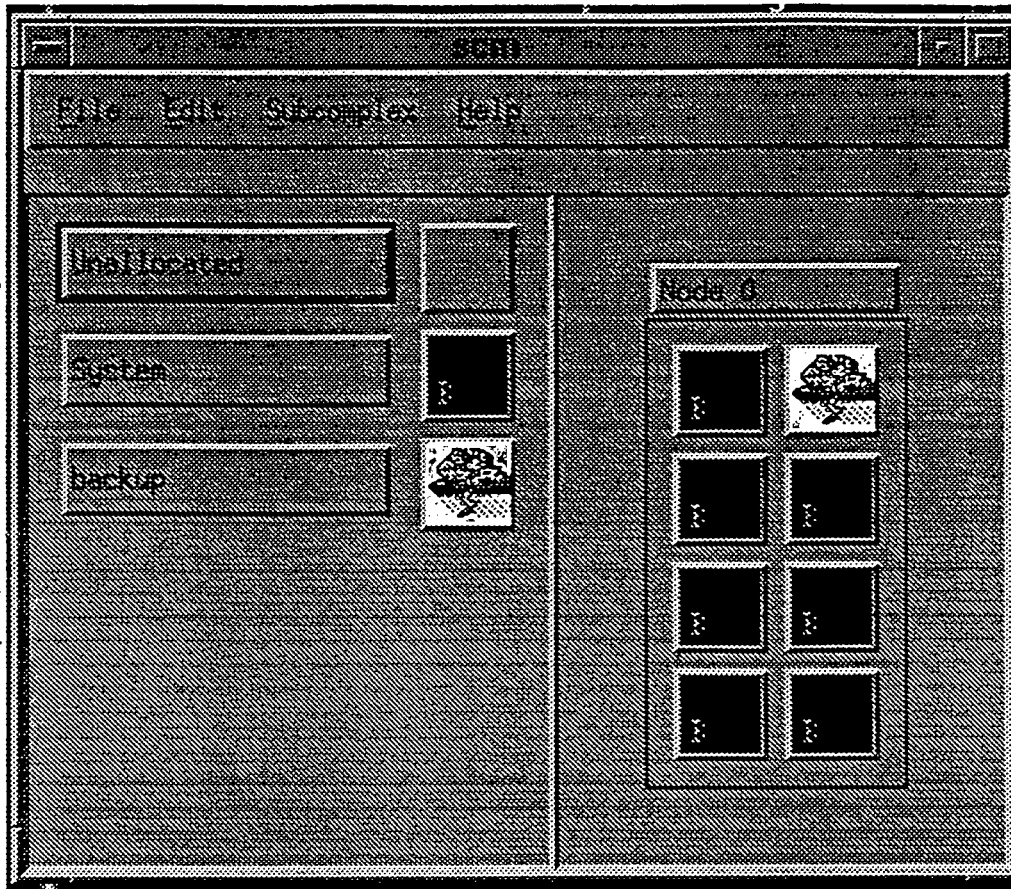 scm
File Edit Subcomplex Help
Unallocated
Node 0
System
backup